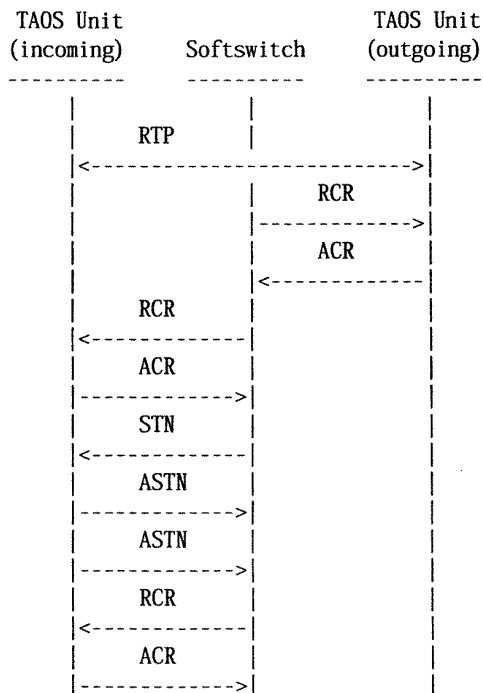 TAOS Unit TAOS Unit
(incoming) Softswitch (outgoing)
RTP
RCR
ACR
RCR
ACR
STN
ASTN
ASTN
RCR
ACR